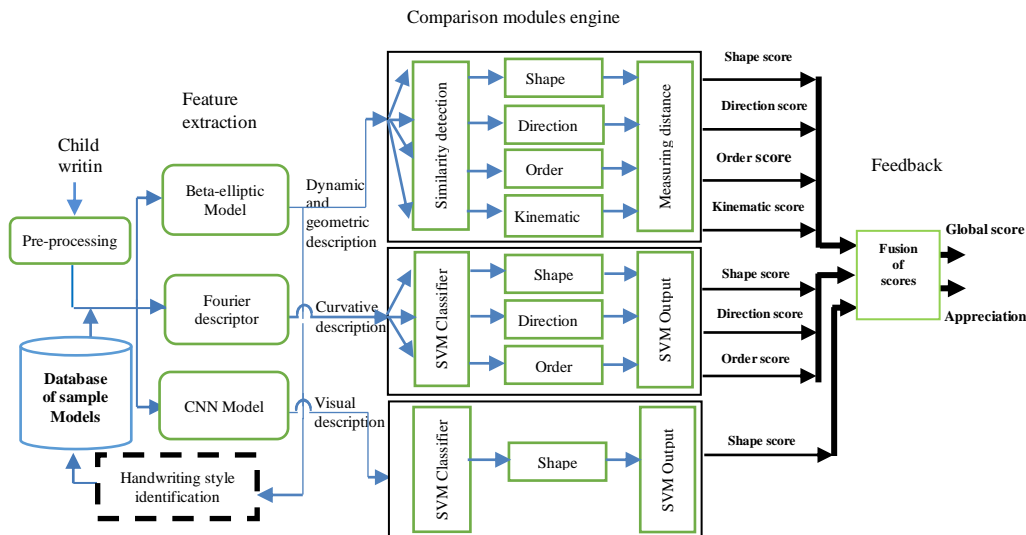 Comparison modules engine
Feature
extraction
Child
writin
Pre-processing
Database
of sample
Models
Handwriting style
identification
Beta-elliptic
Model
Fourier
descriptor
CNN Model
Dynamic
and
geometric
description
Curvative
description
Visual
description
Similarity detection
Shape
Direction
Order
Kinematic
Measuring distance
SVM Classifier
Shape
Direction
Order
SVM Output
SVM Classifier
Shape
SVM Output
Shape score
Direction score
Order score
Kinematic score
Shape score
Direction score
Order score
Shape score
Feedback
Fusion
of
scores
Global score
Appreciation